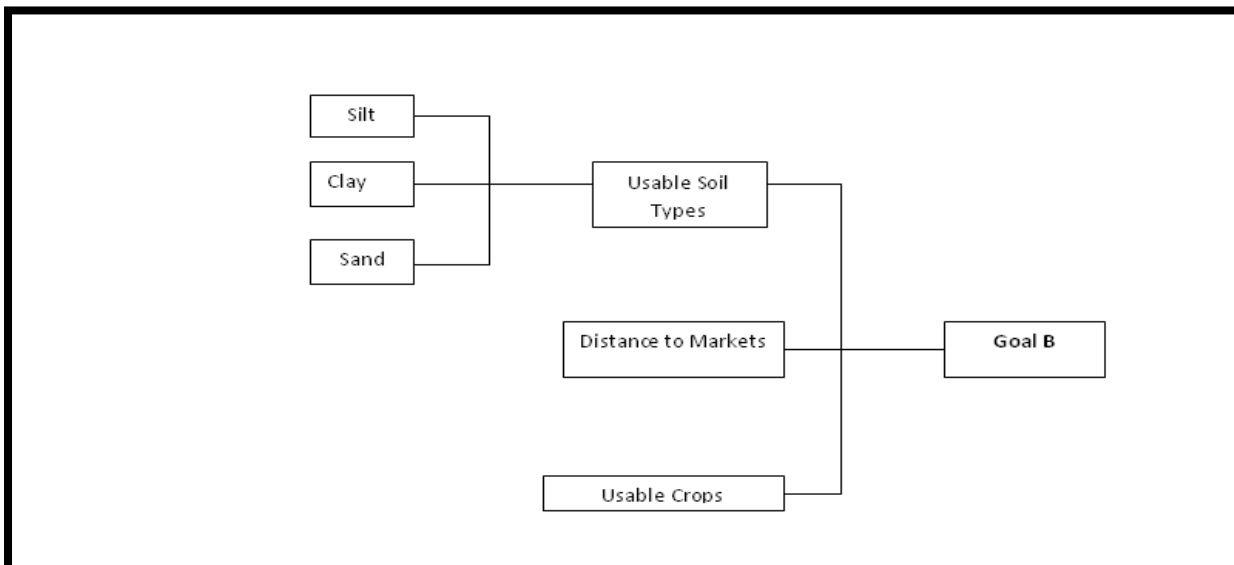 Silt
Clay
Sand
Usable Soil
Types
Distance to Markets
Usable Crops
Goal B